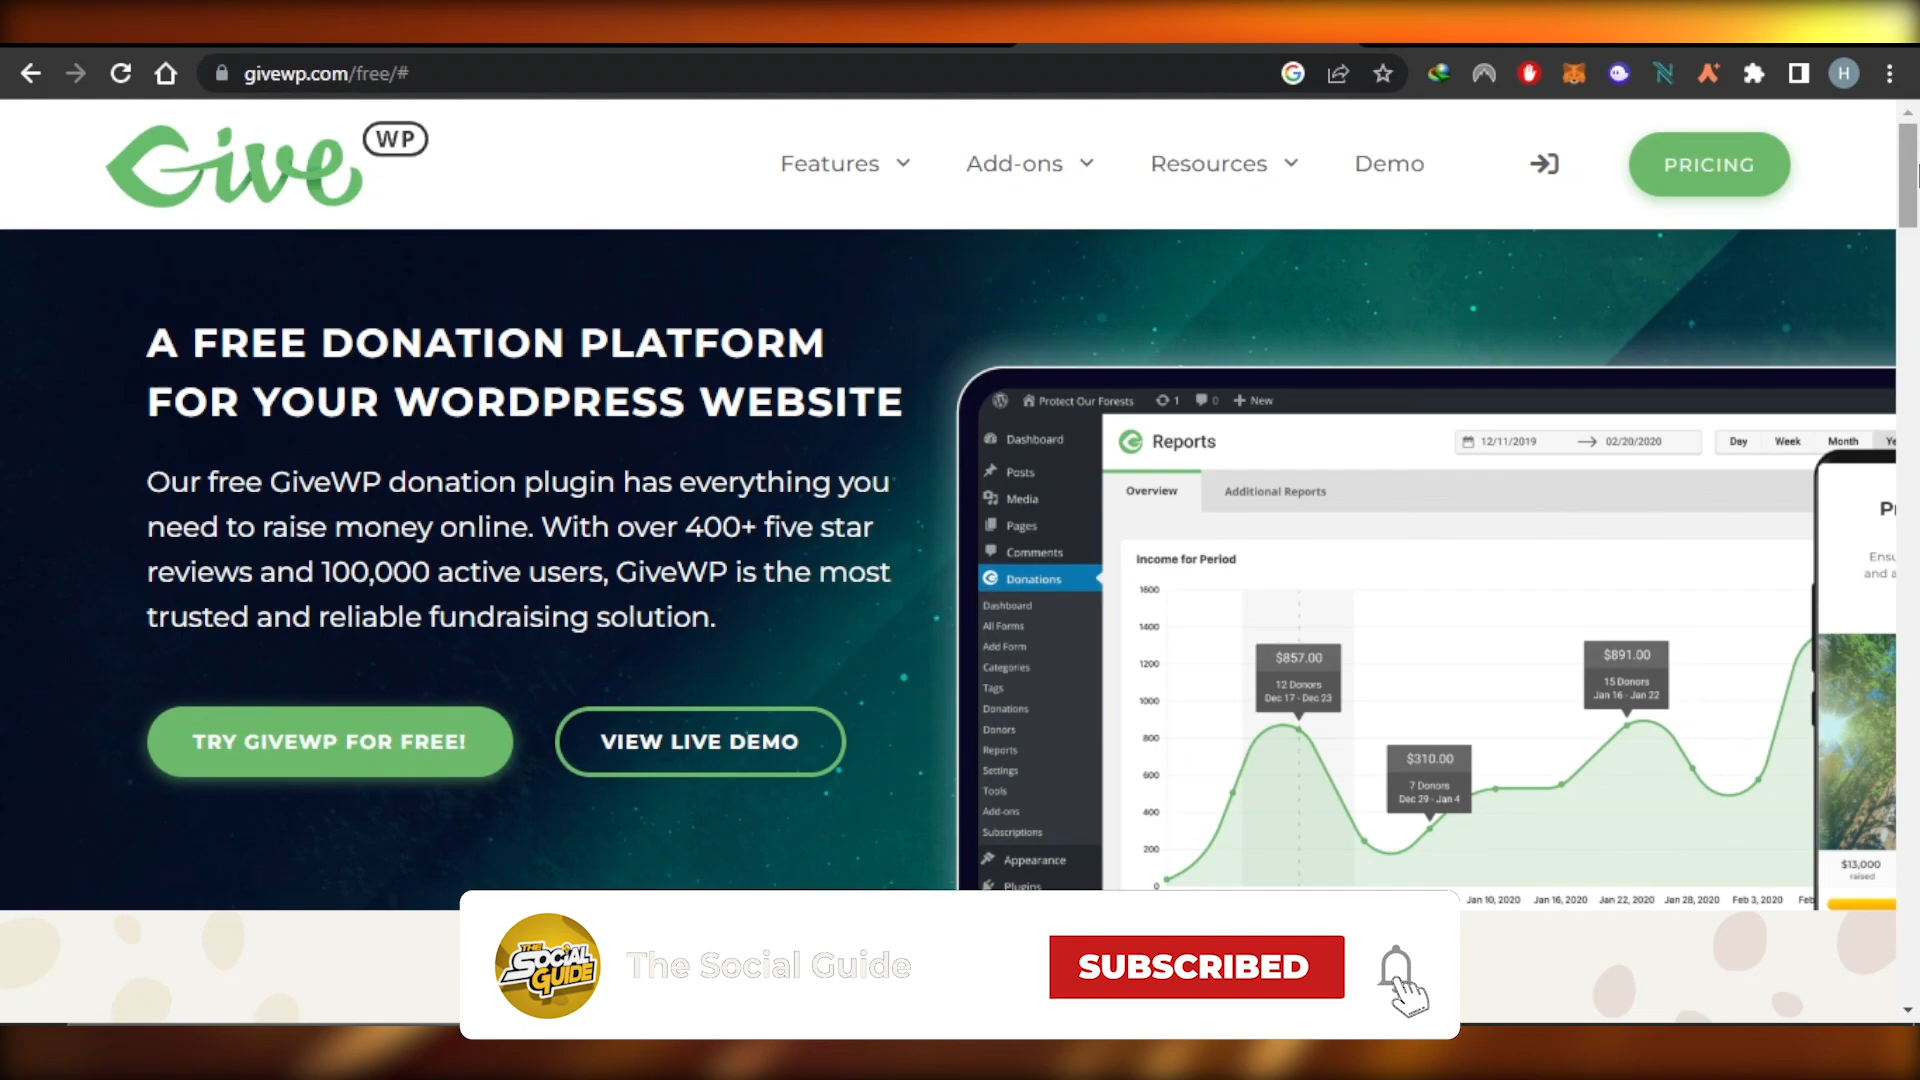 givewp.com/free/#
H
Give WP
Features
Add-ons
Resources
Demo
PRICING
A FREE DONATION PLATFORM
FOR YOUR WORDPRESS WEBSITE
Our free GiveWP donation plugin has everything you
need to raise money online. With over 400+ five star
reviews and 100,000 active users, GiveWP is the most
trusted and reliable fundraising solution.
TRY GIVEWP FOR FREE!
VIEW LIVE DEMO
Protect Our Forests
1
0
New
Dashboard
Posts
Media
Pages
Comments
Donations
Dashboard
All Forms
Add Form
Categories
Tags
Donations
Donors
Reports
Settings
Tools
Add-ons
Subscriptions
Appearance
Plugins
Reports
12/11/2019
02/20/2020
Day
Week
Month
Ye
Overview
Additional Reports
Income for Period
1600
1400
1200
1000
800
600
400
200
0
$857.00
12 Donors
Dec 17 - Dec 23
$310.00
7 Donors
Dec 29 - Jan 4
$891.00
15 Donors
Jan 16 - Jan 22
Jan 10, 2020
Jan 16, 2020
Jan 22, 2020
Jan 28, 2020
Feb 3, 2020
Feb
Ensu
and a
$13,000
raised
THE
SOCIAL
GUIDE
The Social Guide
SUBSCRIBED